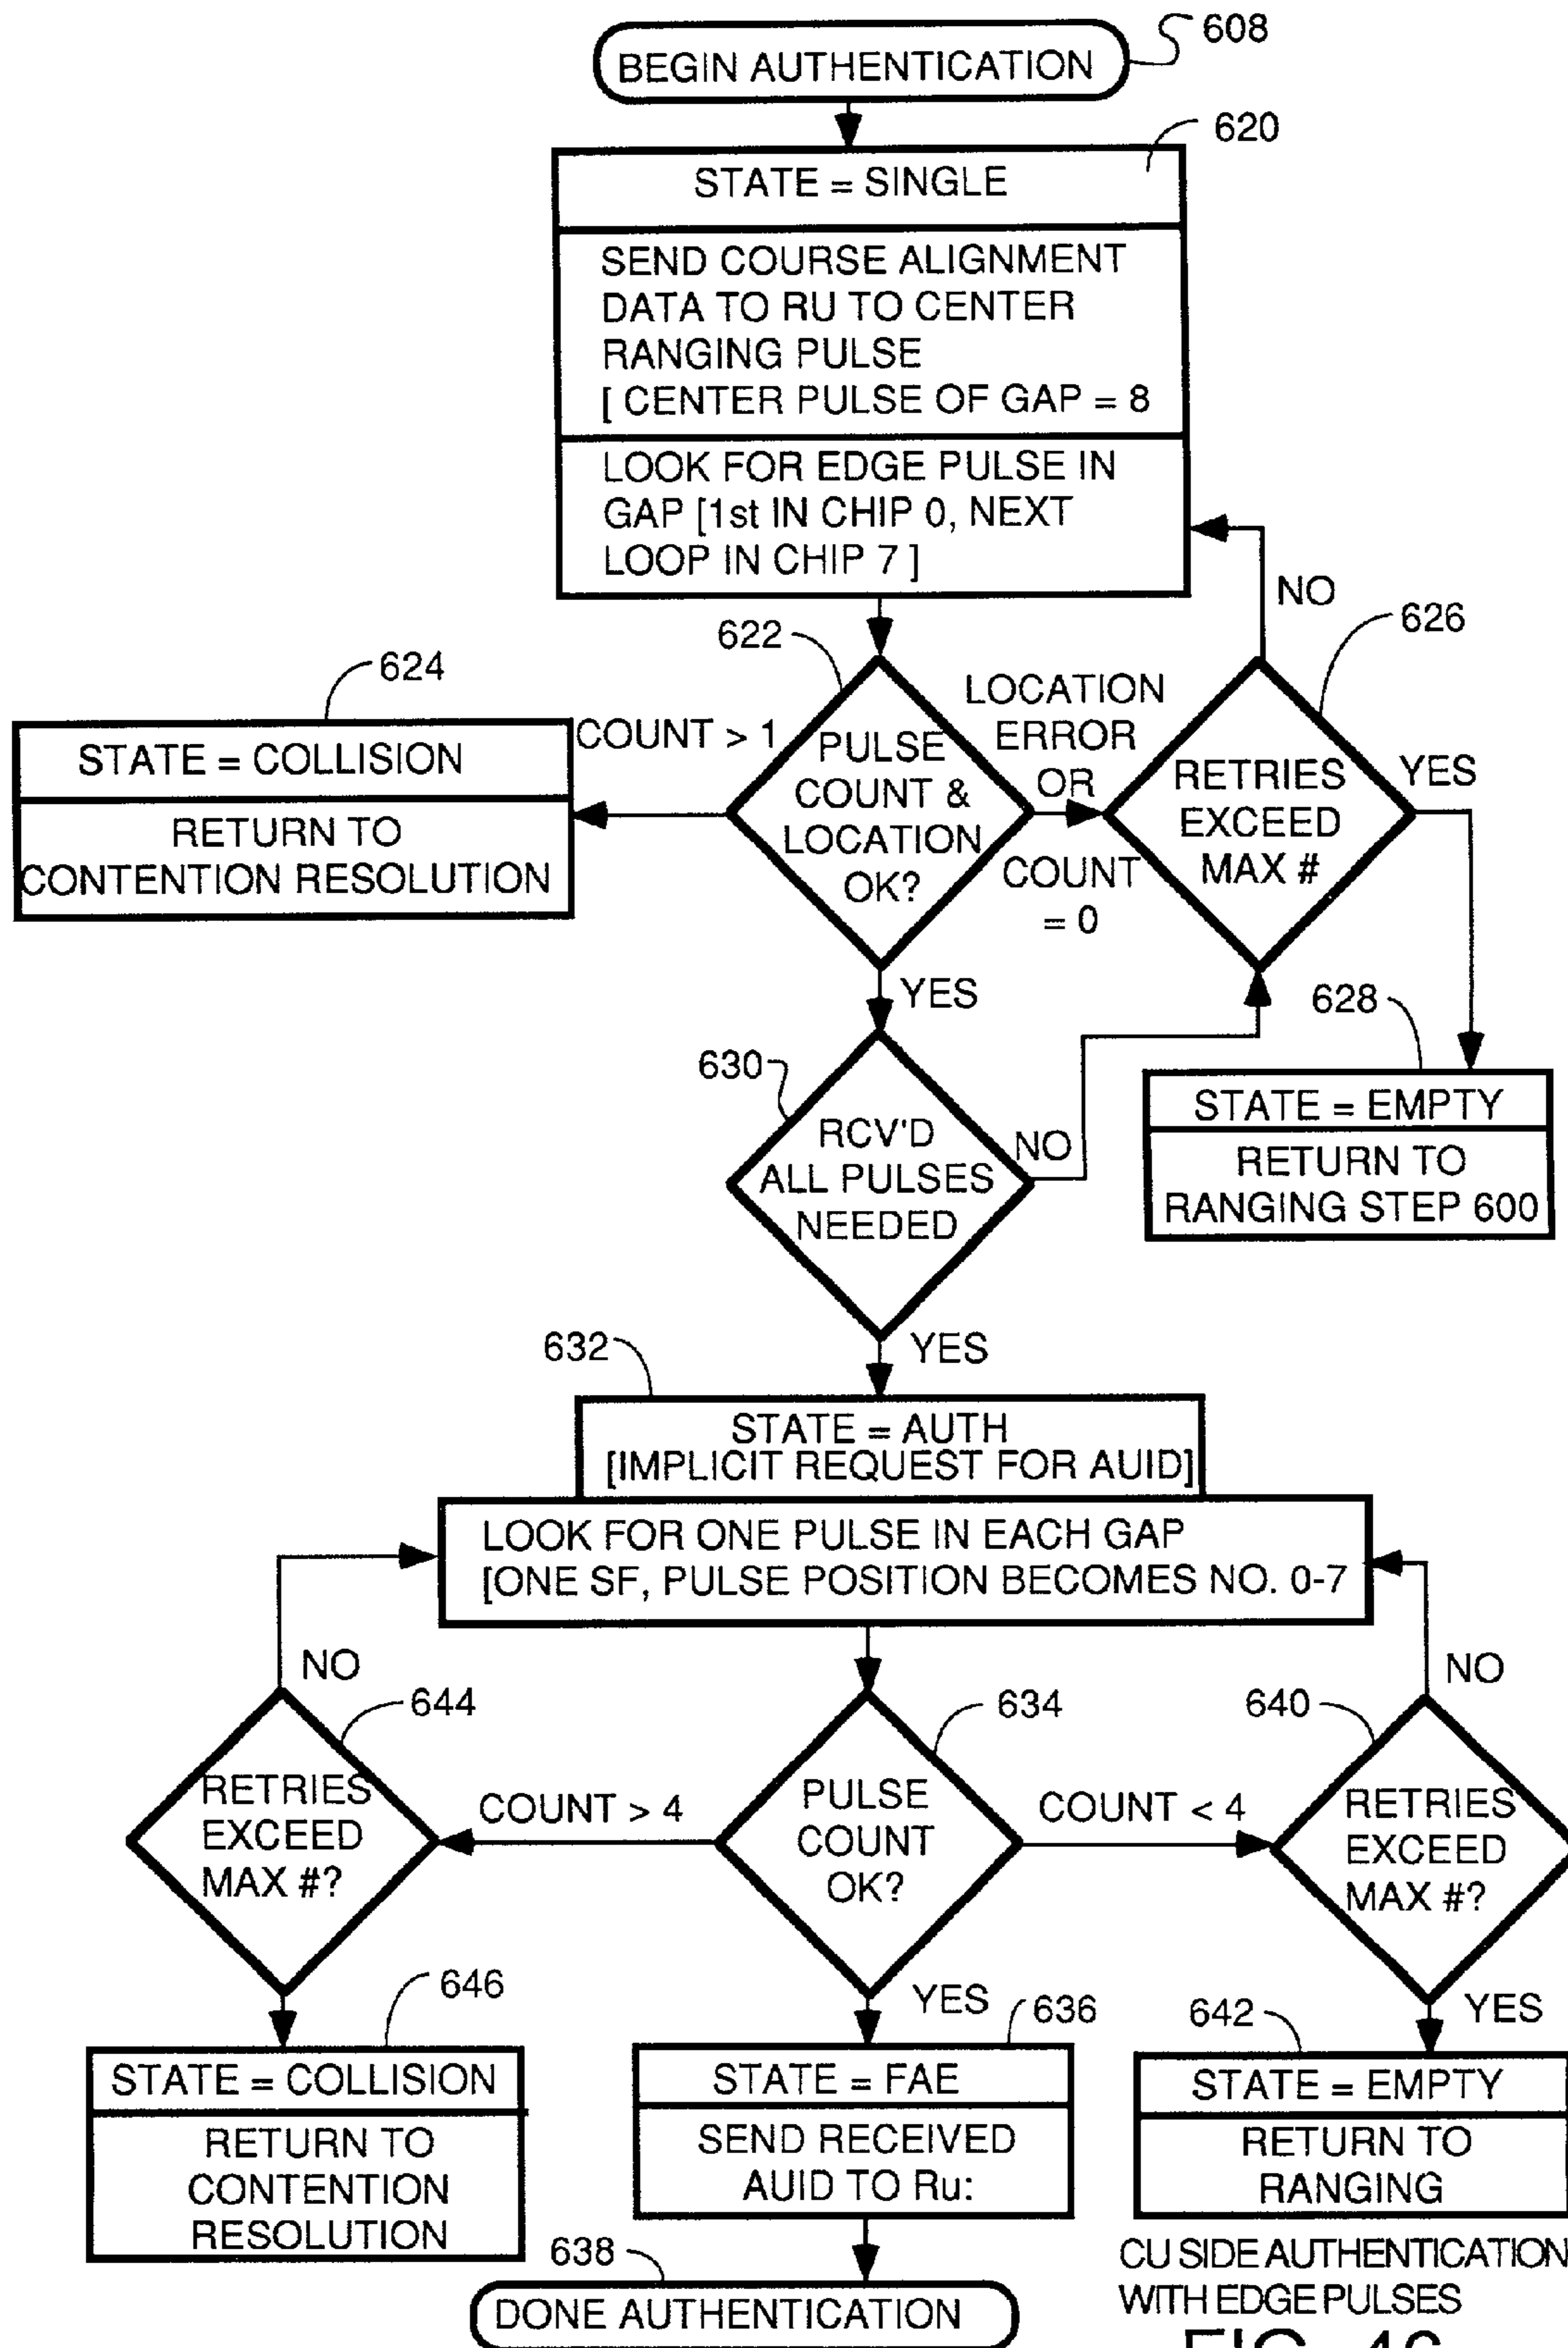 608
BEGIN AUTHENTICATION
620
STATE = SINGLE
SEND COURSE ALIGNMENT
DATA TO RU TO CENTER
RANGING PULSE
[ CENTER PULSE OF GAP = 8
LOOK FOR EDGE PULSE IN
GAP [1st IN CHIP 0, NEXT
LOOP IN CHIP 7 ]
NO
626
622
624
LOCATION
ERROR
OR
COUNT
= 0
COUNT > 1
STATE = COLLISION
RETURN TO
CONTENTION RESOLUTION
PULSE
COUNT &
LOCATION
OK?
RETRIES
EXCEED
MAX #
YES
YES
628
630
STATE = EMPTY
RETURN TO
RANGING STEP 600
RCV'D
ALL PULSES
NEEDED
NO
YES
632
STATE = AUTH
[IMPLICIT REQUEST FOR AUID]
LOOK FOR ONE PULSE IN EACH GAP
[ONE SF, PULSE POSITION BECOMES NO. 0-7
NO
NO
644
634
640
RETRIES
EXCEED
MAX #?
COUNT > 4
PULSE
COUNT
OK?
COUNT < 4
RETRIES
EXCEED
MAX #?
646
YES
636
642
YES
STATE = COLLISION
RETURN TO
CONTENTION
RESOLUTION
STATE = FAE
SEND RECEIVED
AUID TO Ru:
STATE = EMPTY
RETURN TO
RANGING
638
DONE AUTHENTICATION
CU SIDE AUTHENTICATION
WITH EDGE PULSES
FIG. 46